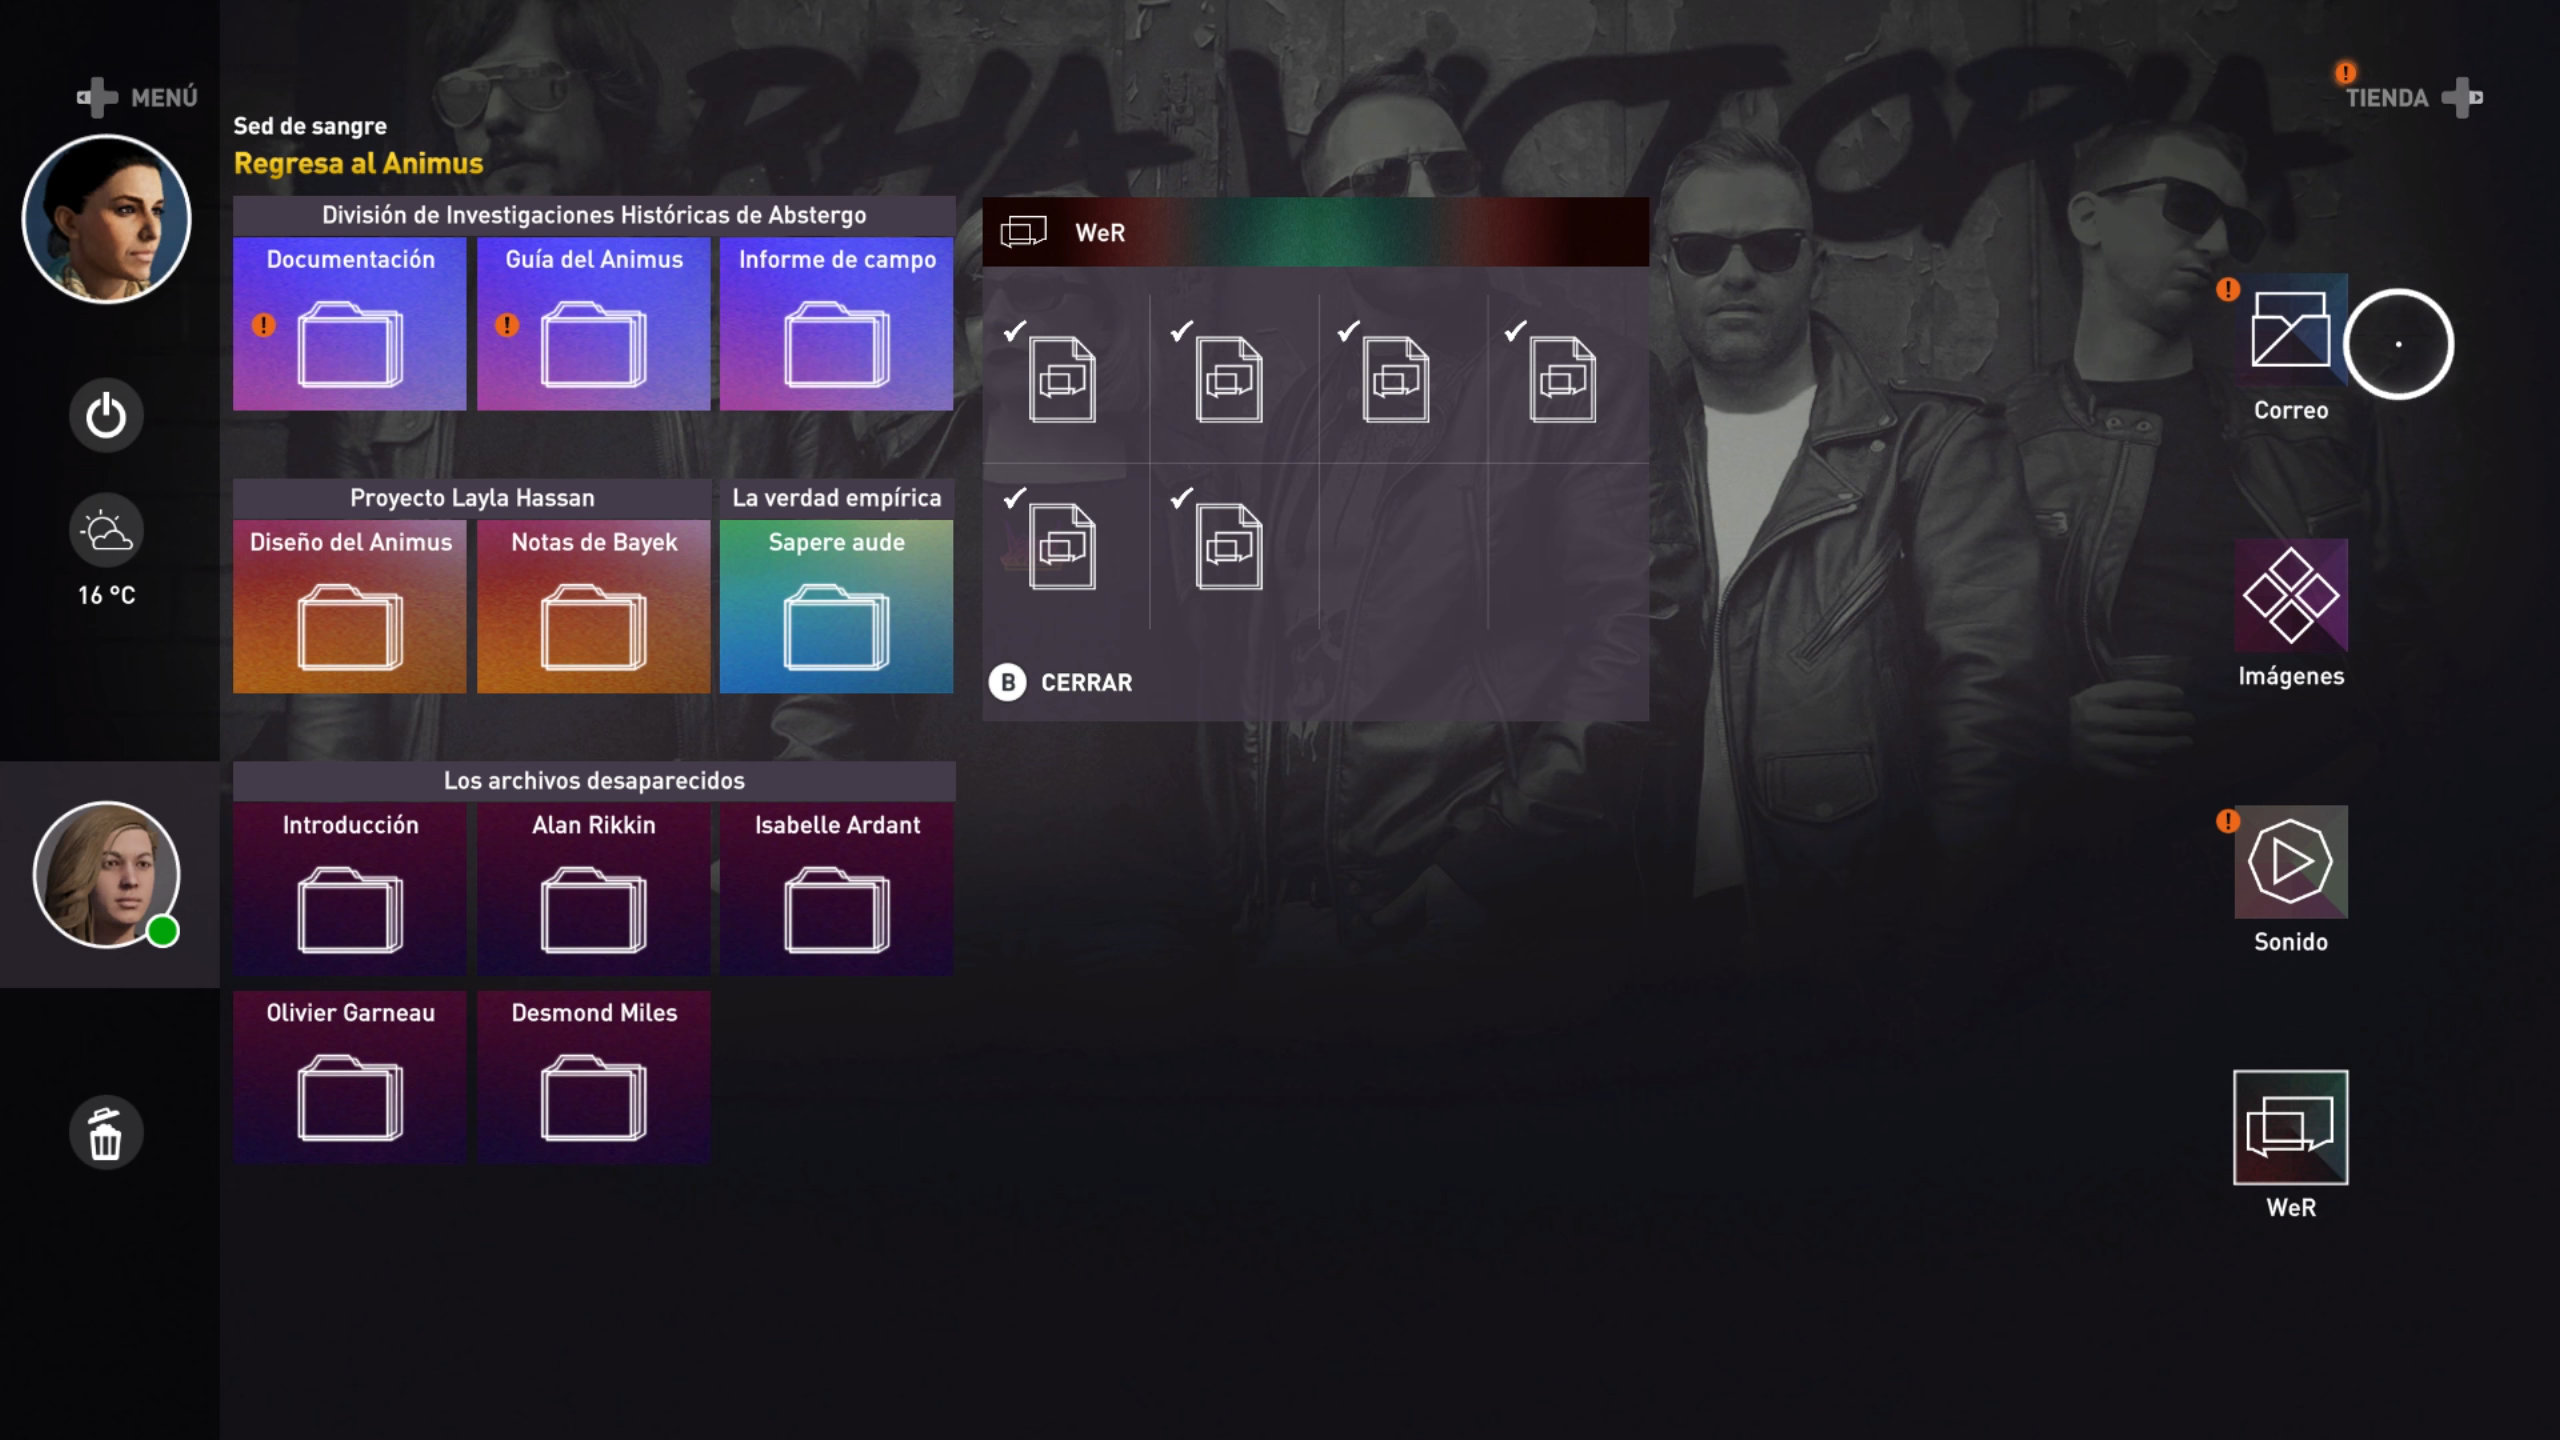 MENÚ
TIENDA
Sed de sangre
Regresa al Animus
División de Investigaciones Históricas de Abstergo
Documentación
Guía del Animus
Informe de campo
Proyecto Layla Hassan
La verdad empírica
Diseño del Animus
Notas de Bayek
Sapere aude
16 °C
Los archivos desaparecidos
Introducción
Alan Rikkin
Isabelle Ardant
Olivier Garneau
Desmond Miles
WeR
B CERRAR
Correo
Imágenes
Sonido
WeR